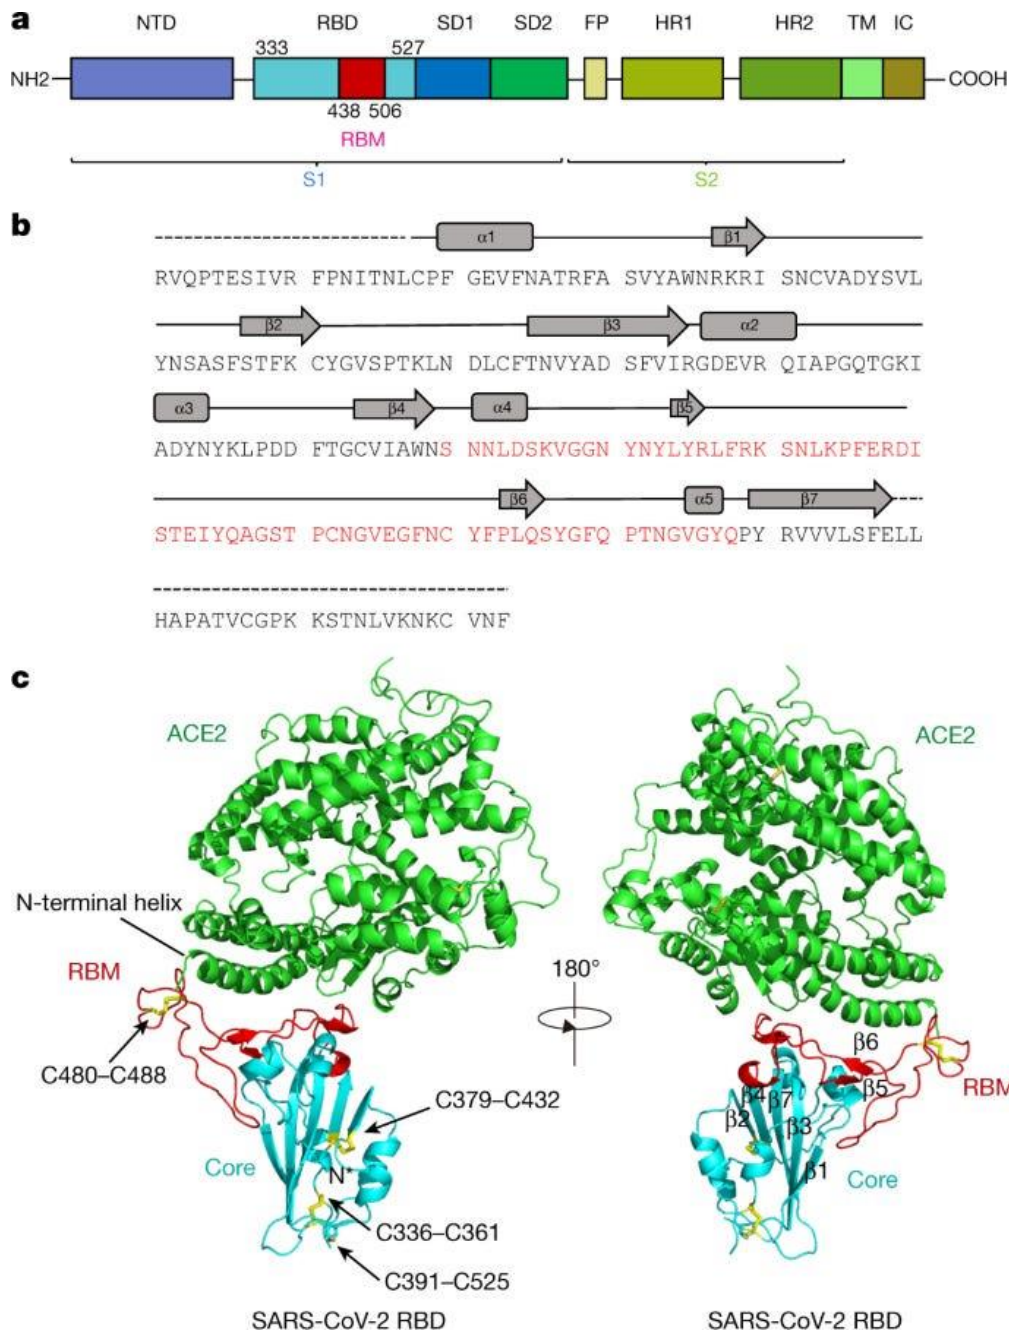 a
NTD RBD SD1 SD2 FP HR1 HR2 TM IC
333 527
NH2 COOH
438 506
RBM
S1 S2
b
α1 β1
RVQPTESIVR FPNITNLCPF GEVFNATRFA SVYAWNRKRI SNCVADYSVL
β2 β3 α2
YNSASFSTFK CYGVSPTKLN DLCFTNVYAD SFVIRGDEVR QIAPGQTGKI
α3 β4 α4 β5
ADYNYKLPDD FTGCVIAWNS NNLDSKVGGN YNYLYRLFRK SNLKPFERDI
β6 α5 β7
STEIYQAGST PCNGVEGFNC YFPLQSYGFQ PTNGVGYQPY RVVVLSFELL
HAPATVCGPK KSTNLVKNKC VNF
c
ACE2 ACE2
N-terminal helix
RBM 180°
C480–C488 β6
β5 RBM
C379–C432 β4 β7
β2 β3
Core N* β1 Core
C336–C361
C391–C525
SARS-CoV-2 RBD SARS-CoV-2 RBD